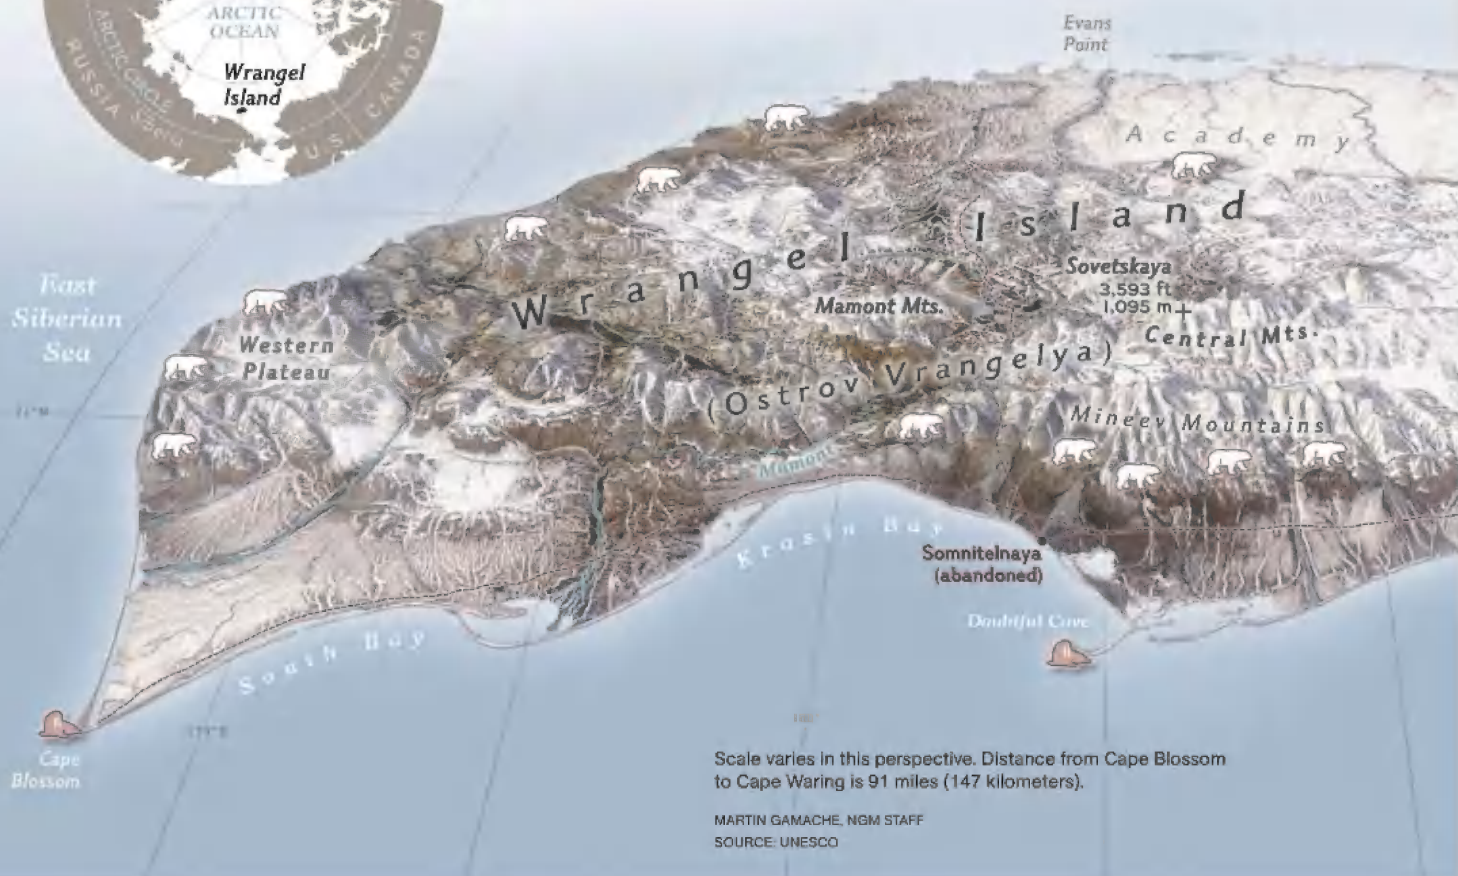 ARCTIC
OCEAN
ARCTIC CIRCLE
RUSSIA
Siberia
U.S.
CANADA
Wrangel
Island
Evans
Point
Academy
Wrangel Island
Sovetskaya
3,593 ft
1,095 m
Mamont Mts.
Central Mts.
(Ostrov Vrangelya)
East
Siberian
Sea
Western
Plateau
Mineev Mountains
Mamont
Krasin Bay
Somnitelnaya
(abandoned)
Doubtful Cove
South Bay
Cape
Blossom
Scale varies in this perspective. Distance from Cape Blossom
to Cape Waring is 91 miles (147 kilometers).
MARTIN GAMACHE, NGM STAFF
SOURCE: UNESCO